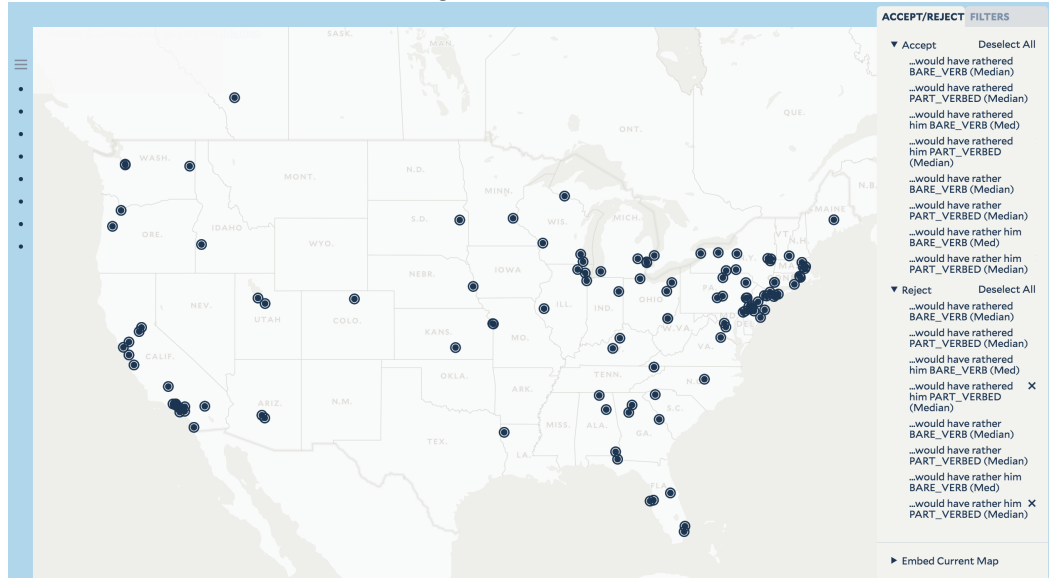 ACCEPT/REJECT FILTERS
▼ Accept Deselect All
...would have rathered
BARE_VERB (Median)
...would have rathered
PART_VERBED (Median)
...would have rathered
him BARE_VERB (Med)
...would have rathered
him PART_VERBED
(Median)
...would have rather
BARE_VERB (Median)
...would have rather
PART_VERBED (Median)
...would have rather him
BARE_VERB (Med)
...would have rather him
PART_VERBED (Median)
▼ Reject Deselect All
...would have rathered
BARE_VERB (Median)
...would have rathered
PART_VERBED (Median)
...would have rathered
him BARE_VERB (Med)
...would have rathered ✕
him PART_VERBED
(Median)
...would have rather
BARE_VERB (Median)
...would have rather
PART_VERBED (Median)
...would have rather him
BARE_VERB (Med)
...would have rather him ✕
PART_VERBED (Median)
▶ Embed Current Map
SASK.
MAN.
ONT.
QUE.
N.B.
WASH.
MONT.
N.D.
MINN.
MAINE
ORE.
IDAHO
S.D.
WIS.
MICH.
VT.
N.H.
WYO.
IOWA
NEBR.
NEV.
UTAH
COLO.
ILL.
IND.
OHIO
PA.
CALIF.
KANS.
MO.
W.VA.
VA.
DEL.
OKLA.
TENN.
ARK.
ARIZ.
N.M.
MISS.
ALA.
GA.
S.C.
TEX.
LA.
FLA.